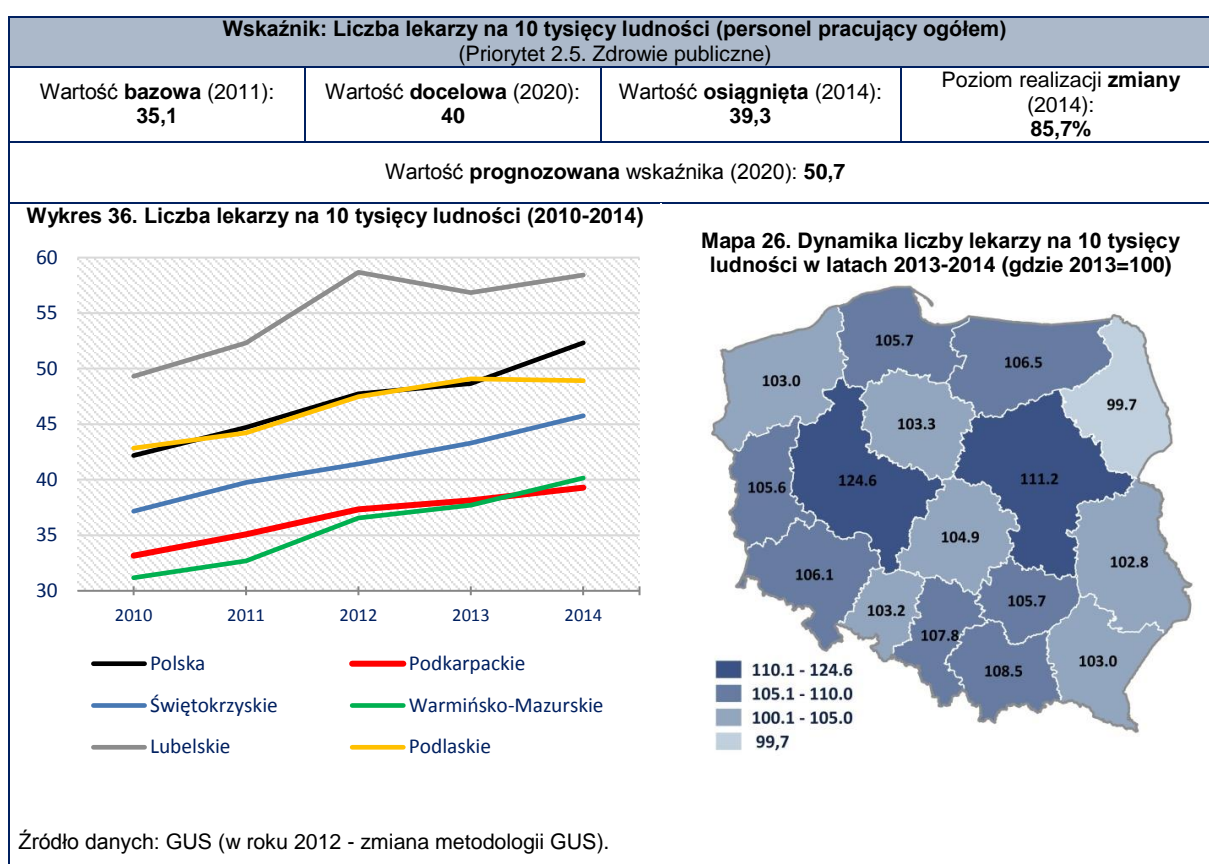 Wskaźnik: Liczba lekarzy na 10 tysięcy ludności (personel pracujący ogółem)
(Priorytet 2.5. Zdrowie publiczne)
Wartość bazowa (2011):
35,1
Wartość docelowa (2020):
40
Wartość osiągnięta (2014):
39,3
Poziom realizacji zmiany
(2014):
85,7%
Wartość prognozowana wskaźnika (2020): 50,7
Wykres 36. Liczba lekarzy na 10 tysięcy ludności (2010-2014)
60
55
50
45
40
35
30
2010 2011 2012 2013 2014
Polska Podkarpackie
Świętokrzyskie Warmińsko-Mazurskie
Lubelskie Podlaskie
Mapa 26. Dynamika liczby lekarzy na 10 tysięcy
ludności w latach 2013-2014 (gdzie 2013=100)
105.7
106.5
103.0
99.7
103.3
124.6
111.2
105.6
104.9
102.8
106.1
105.7
103.2
107.8
108.5
103.0
110.1 - 124.6
105.1 - 110.0
100.1 - 105.0
99,7
Źródło danych: GUS (w roku 2012 - zmiana metodologii GUS).